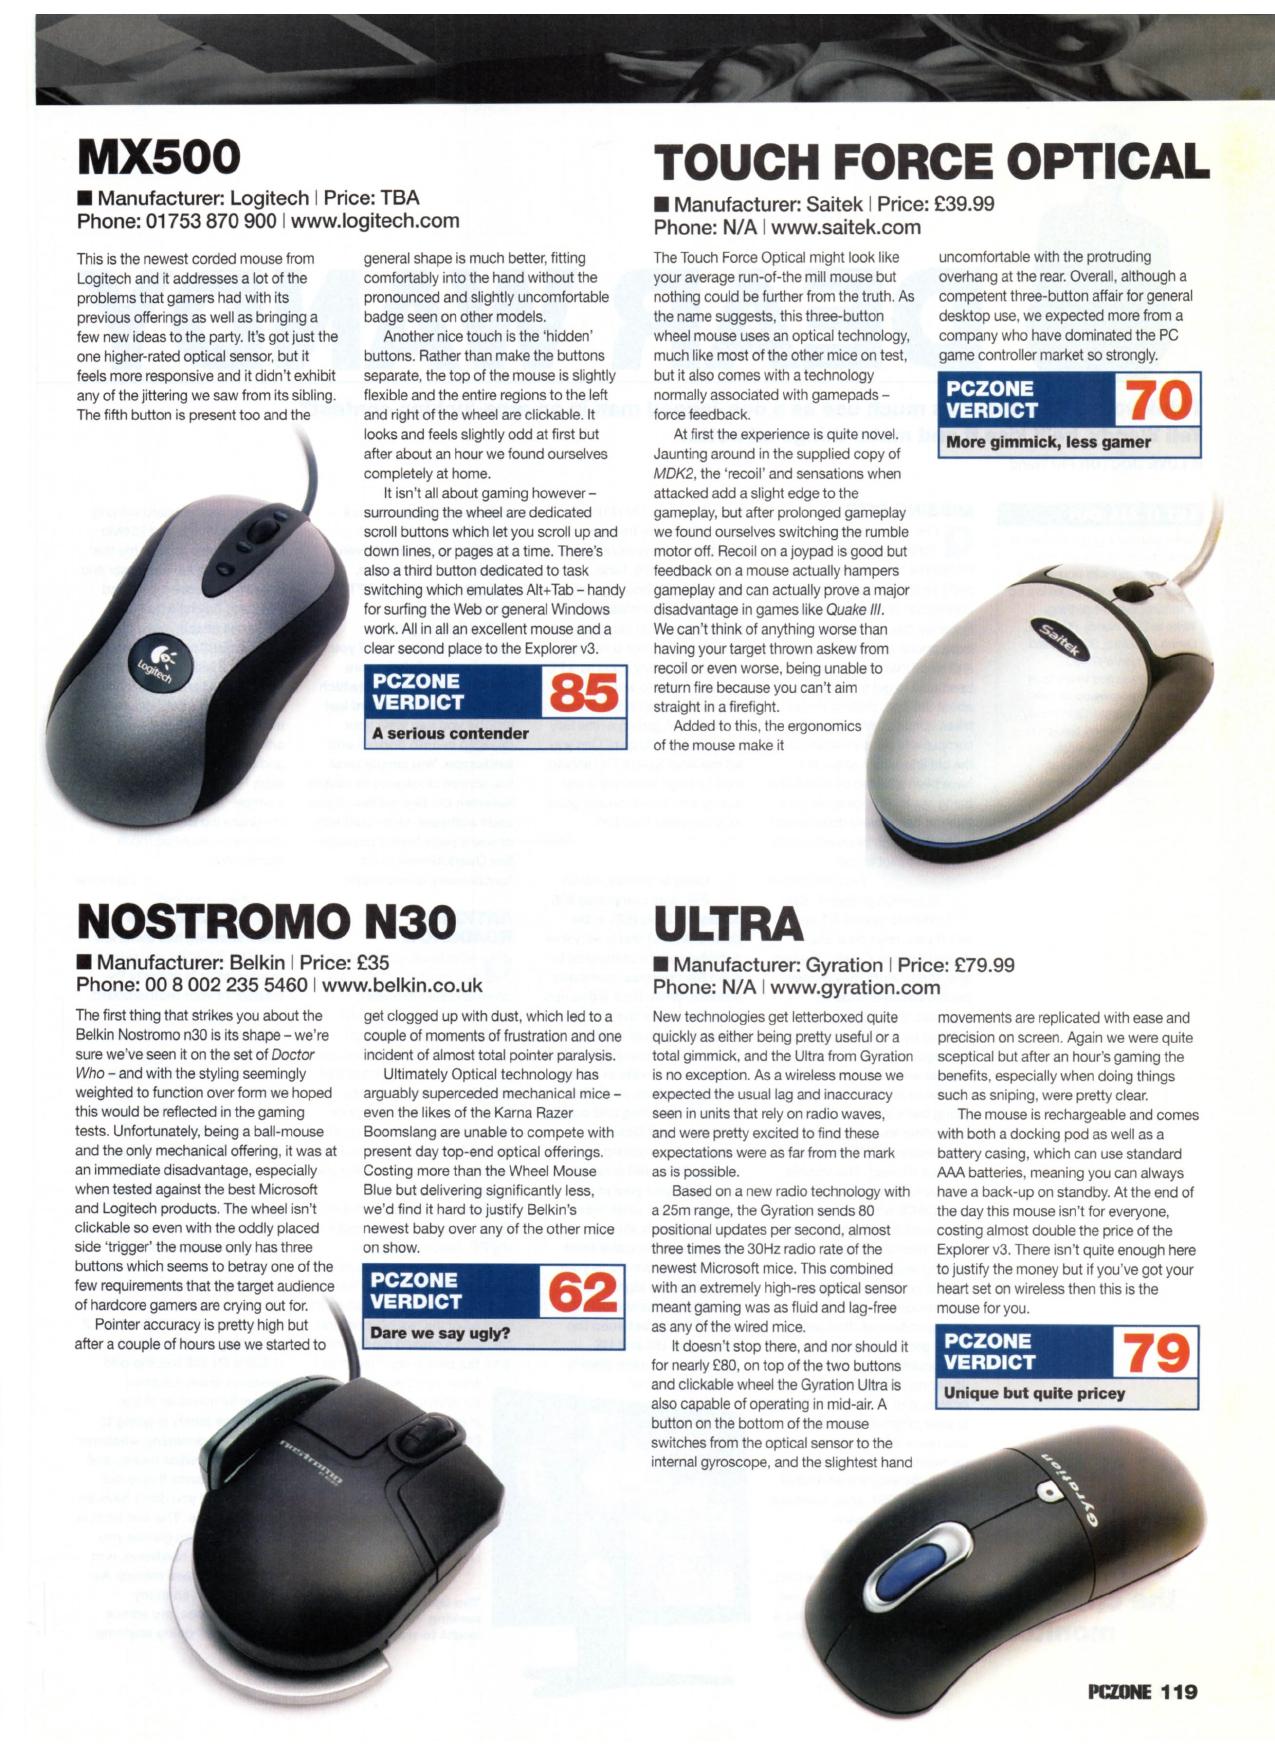 MX500
■ Manufacturer: Logitech | Price: TBA
Phone: 01753 870 900 | www.logitech.com
This is the newest corded mouse from
Logitech and it addresses a lot of the
problems that gamers had with its
previous offerings as well as bringing a
few new ideas to the party. It's got just the
one higher-rated optical sensor, but it
feels more responsive and it didn't exhibit
any of the jittering we saw from its sibling.
The fifth button is present too and the
general shape is much better, fitting
comfortably into the hand without the
pronounced and slightly uncomfortable
badge seen on other models.
Another nice touch is the 'hidden'
buttons. Rather than make the buttons
separate, the top of the mouse is slightly
flexible and the entire regions to the left
and right of the wheel are clickable. It
looks and feels slightly odd at first but
after about an hour we found ourselves
completely at home.
It isn't all about gaming however –
surrounding the wheel are dedicated
scroll buttons which let you scroll up and
down lines, or pages at a time. There's
also a third button dedicated to task
switching which emulates Alt+Tab – handy
for surfing the Web or general Windows
work. All in all an excellent mouse and a
clear second place to the Explorer v3.
PCZONE
VERDICT
85
A serious contender
Logitech
TOUCH FORCE OPTICAL
■ Manufacturer: Saitek | Price: £39.99
Phone: N/A | www.saitek.com
The Touch Force Optical might look like
your average run-of-the mill mouse but
nothing could be further from the truth. As
the name suggests, this three-button
wheel mouse uses an optical technology,
much like most of the other mice on test,
but it also comes with a technology
normally associated with gamepads –
force feedback.
At first the experience is quite novel.
Jaunting around in the supplied copy of
MDK2, the 'recoil' and sensations when
attacked add a slight edge to the
gameplay, but after prolonged gameplay
we found ourselves switching the rumble
motor off. Recoil on a joypad is good but
feedback on a mouse actually hampers
gameplay and can actually prove a major
disadvantage in games like Quake III.
We can't think of anything worse than
having your target thrown askew from
recoil or even worse, being unable to
return fire because you can't aim
straight in a firefight.
Added to this, the ergonomics
of the mouse make it
uncomfortable with the protruding
overhang at the rear. Overall, although a
competent three-button affair for general
desktop use, we expected more from a
company who have dominated the PC
game controller market so strongly.
PCZONE
VERDICT
70
More gimmick, less gamer
Saitek
NOSTROMO N30
■ Manufacturer: Belkin | Price: £35
Phone: 00 8 002 235 5460 | www.belkin.co.uk
The first thing that strikes you about the
Belkin Nostromo n30 is its shape – we're
sure we've seen it on the set of Doctor
Who – and with the styling seemingly
weighted to function over form we hoped
this would be reflected in the gaming
tests. Unfortunately, being a ball-mouse
and the only mechanical offering, it was at
an immediate disadvantage, especially
when tested against the best Microsoft
and Logitech products. The wheel isn't
clickable so even with the oddly placed
side 'trigger' the mouse only has three
buttons which seems to betray one of the
few requirements that the target audience
of hardcore gamers are crying out for.
Pointer accuracy is pretty high but
after a couple of hours use we started to
get clogged up with dust, which led to a
couple of moments of frustration and one
incident of almost total pointer paralysis.
Ultimately Optical technology has
arguably superceded mechanical mice –
even the likes of the Karna Razer
Boomslang are unable to compete with
present day top-end optical offerings.
Costing more than the Wheel Mouse
Blue but delivering significantly less,
we'd find it hard to justify Belkin's
newest baby over any of the other mice
on show.
PCZONE
VERDICT
62
Dare we say ugly?
nostromo
ULTRA
■ Manufacturer: Gyration | Price: £79.99
Phone: N/A | www.gyration.com
New technologies get letterboxed quite
quickly as either being pretty useful or a
total gimmick, and the Ultra from Gyration
is no exception. As a wireless mouse we
expected the usual lag and inaccuracy
seen in units that rely on radio waves,
and were pretty excited to find these
expectations were as far from the mark
as is possible.
Based on a new radio technology with
a 25m range, the Gyration sends 80
positional updates per second, almost
three times the 30Hz radio rate of the
newest Microsoft mice. This combined
with an extremely high-res optical sensor
meant gaming was as fluid and lag-free
as any of the wired mice.
It doesn't stop there, and nor should it
for nearly £80, on top of the two buttons
and clickable wheel the Gyration Ultra is
also capable of operating in mid-air. A
button on the bottom of the mouse
switches from the optical sensor to the
internal gyroscope, and the slightest hand
movements are replicated with ease and
precision on screen. Again we were quite
sceptical but after an hour's gaming the
benefits, especially when doing things
such as sniping, were pretty clear.
The mouse is rechargeable and comes
with both a docking pod as well as a
battery casing, which can use standard
AAA batteries, meaning you can always
have a back-up on standby. At the end of
the day this mouse isn't for everyone,
costing almost double the price of the
Explorer v3. There isn't quite enough here
to justify the money but if you've got your
heart set on wireless then this is the
mouse for you.
PCZONE
VERDICT
79
Unique but quite pricey
Gyration
PCZONE 119